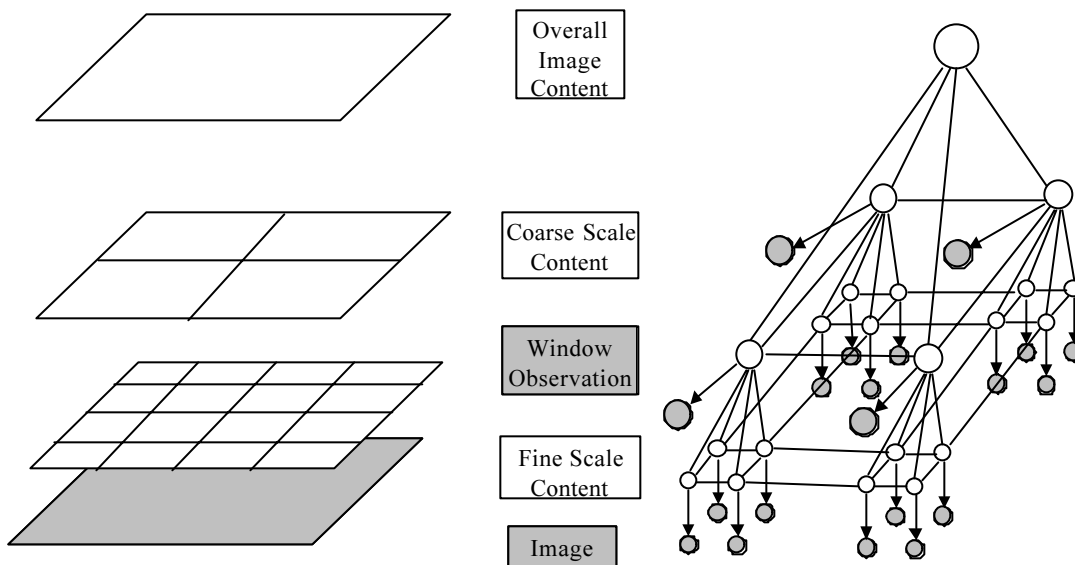 Overall
Image
Content
Coarse Scale
Content
Window
Observation
Fine Scale
Content
Image